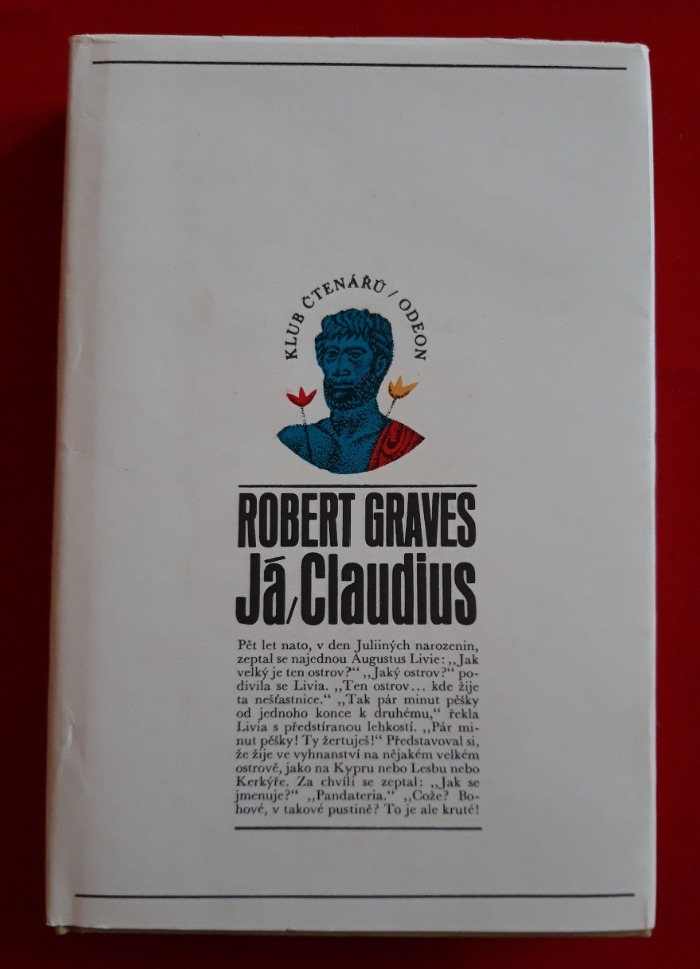 KLUB ČTENÁŘŮ / ODEON
ROBERT GRAVES
Já, Claudius
Pět let nato, v den Juliiných narozenin,
zeptal se najednou Augustus Livie: „Jak
velký je ten ostrov?“ „Jaký ostrov?“ po-
divila se Livia. „Ten ostrov... kde žije
ta nešťastnice.“ „Tak pár minut pěšky
od jednoho konce k druhému,“ řekla
Livia s předstíranou lehkostí. „Pár mi-
nut pěšky! Ty žertuješ!“ Představoval si,
že žije ve vyhnanství na nějakém velkém
ostrově, jako na Kypru nebo Lesbu nebo
Kerkýře. Za chvíli se zeptal: „Jak se
jmenuje?“ „Pandateria.“ „Cože? Bo-
hové, v takové pustině? To je ale kruté!